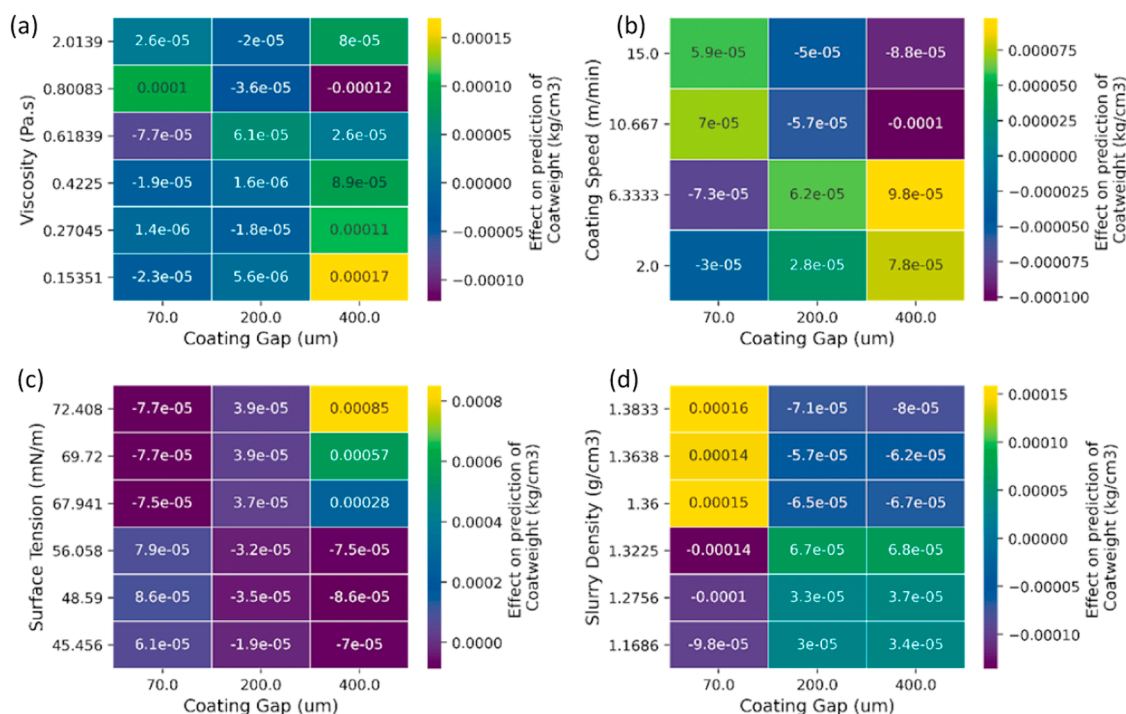 (a)
Viscosity (Pa.s)
2.0139 2.6e-05 -2e-05 8e-05
0.80083 0.0001 -3.6e-05 -0.00012
0.61839 -7.7e-05 6.1e-05 2.6e-05
0.4225 -1.9e-05 1.6e-06 8.9e-05
0.27045 1.4e-06 -1.8e-05 0.00011
0.15351 -2.3e-05 5.6e-06 0.00017
70.0 200.0 400.0
Coating Gap (um)
0.00015
0.00010
0.00005
0.00000
−0.00005
−0.00010
Effect on prediction of
Coatweight (kg/cm3)
(b)
Coating Speed (m/min)
15.0 5.9e-05 -5e-05 -8.8e-05
10.667 7e-05 -5.7e-05 -0.0001
6.3333 -7.3e-05 6.2e-05 9.8e-05
2.0 -3e-05 2.8e-05 7.8e-05
70.0 200.0 400.0
Coating Gap (um)
0.000075
0.000050
0.000025
0.000000
−0.000025
−0.000050
−0.000075
−0.000100
Effect on prediction of
Coatweight (kg/cm3)
(c)
Surface Tension (mN/m)
72.408 -7.7e-05 3.9e-05 0.00085
69.72 -7.7e-05 3.9e-05 0.00057
67.941 -7.5e-05 3.7e-05 0.00028
56.058 7.9e-05 -3.2e-05 -7.5e-05
48.59 8.6e-05 -3.5e-05 -8.6e-05
45.456 6.1e-05 -1.9e-05 -7e-05
70.0 200.0 400.0
Coating Gap (um)
0.0008
0.0006
0.0004
0.0002
0.0000
Effect on prediction of
Coatweight (kg/cm3)
(d)
Slurry Density (g/cm3)
1.3833 0.00016 -7.1e-05 -8e-05
1.3638 0.00014 -5.7e-05 -6.2e-05
1.36 0.00015 -6.5e-05 -6.7e-05
1.3225 -0.00014 6.7e-05 6.8e-05
1.2756 -0.0001 3.3e-05 3.7e-05
1.1686 -9.8e-05 3e-05 3.4e-05
70.0 200.0 400.0
Coating Gap (um)
0.00015
0.00010
0.00005
0.00000
−0.00005
−0.00010
Effect on prediction of
Coatweight (kg/cm3)